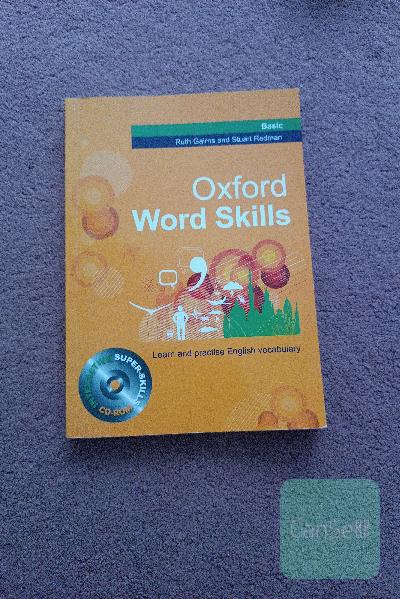 Basic
Ruth Gairns and Stuart Redman
Oxford
Word Skills
Learn and practise English vocabulary
SUPER-SKILLS
CD-ROM